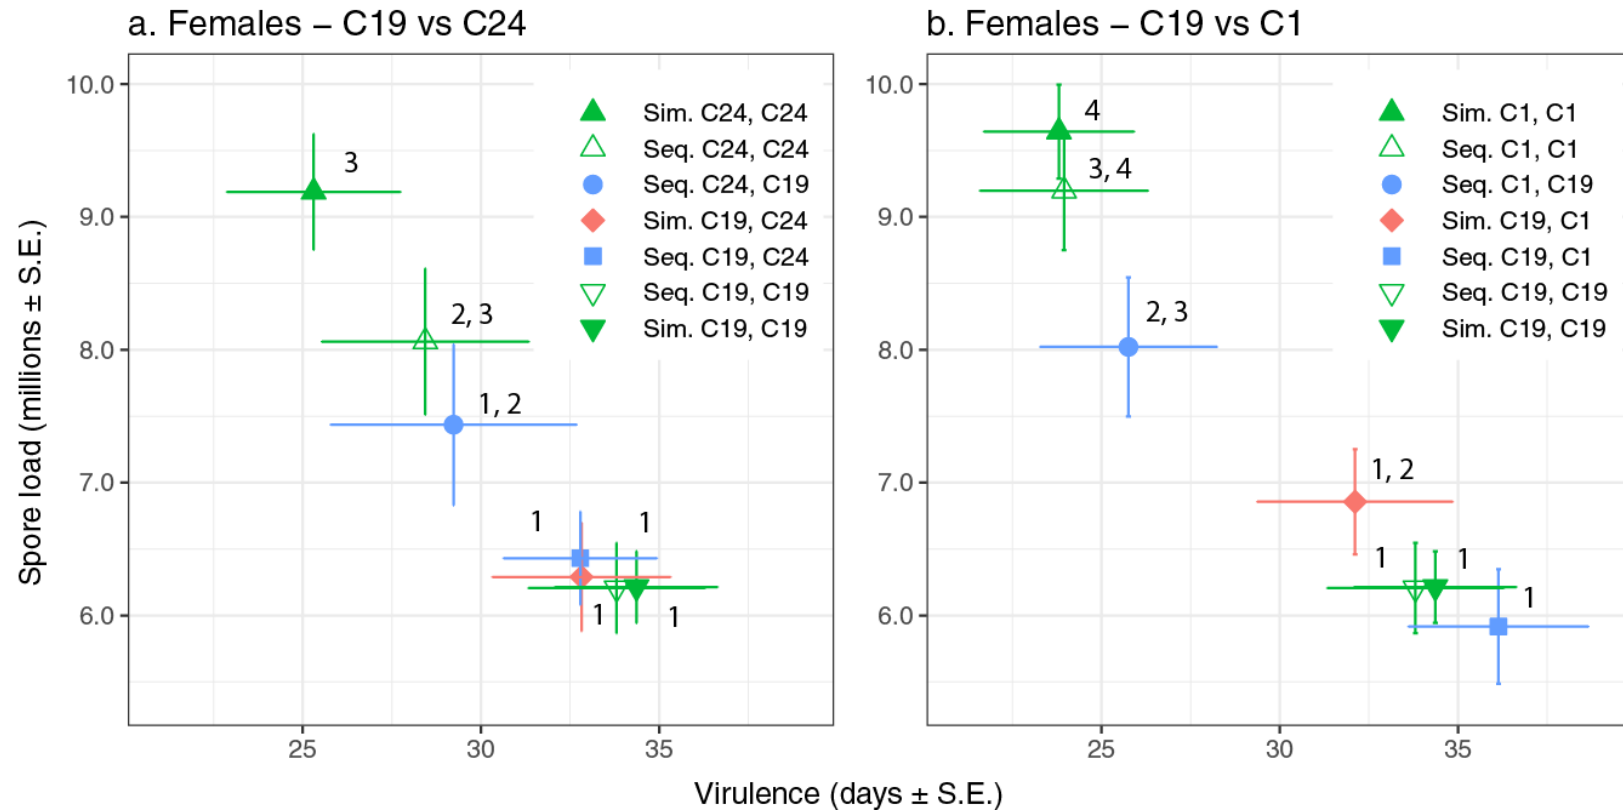 a. Females – C19 vs C24
10.0
9.0
8.0
7.0
6.0
25
30
35
3
2, 3
1, 2
1
1
1
1
Sim. C24, C24
Seq. C24, C24
Seq. C24, C19
Sim. C19, C24
Seq. C19, C24
Seq. C19, C19
Sim. C19, C19
b. Females – C19 vs C1
10.0
9.0
8.0
7.0
6.0
25
30
35
4
3, 4
2, 3
1, 2
1
1
1
Sim. C1, C1
Seq. C1, C1
Seq. C1, C19
Sim. C19, C1
Seq. C19, C1
Seq. C19, C19
Sim. C19, C19
Spore load (millions ± S.E.)
Virulence (days ± S.E.)